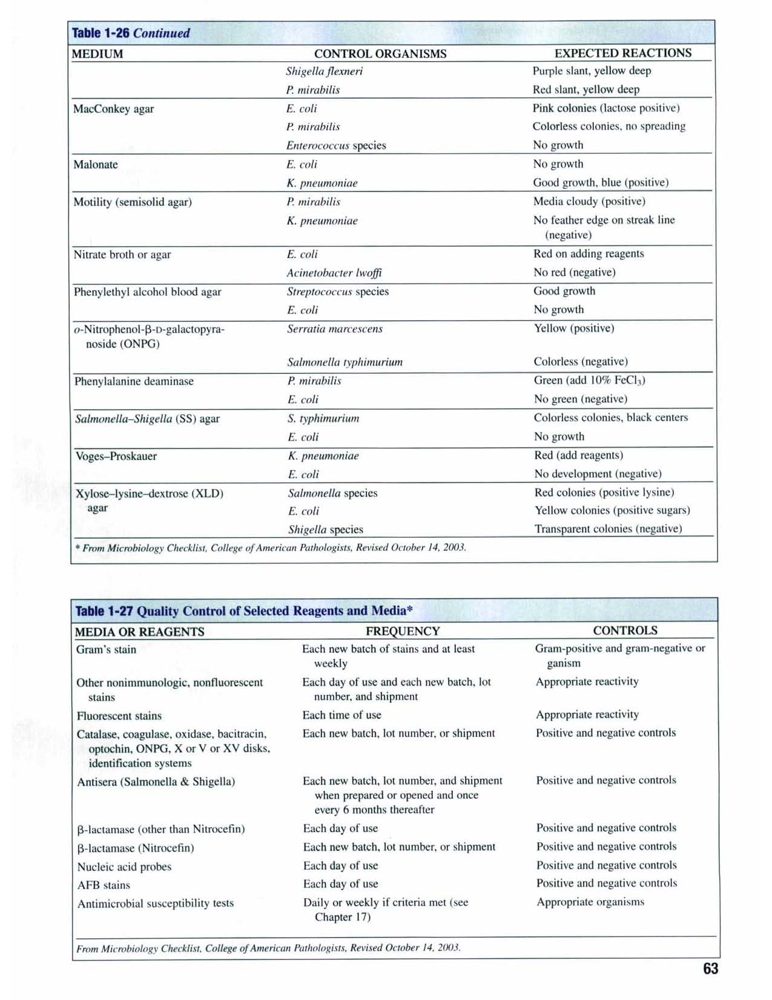 Table 1-26 Continued
MEDIUM CONTROL ORGANISMS EXPECTED REACTIONS
Shigella flexneri Purple slant, yellow deep
P. mirabilis Red slant, yellow deep
MacConkey agar E. coli Pink colonies (lactose positive)
P. mirabilis Colorless colonies, no spreading
Enterococcus species No growth
Malonate E. coli No growth
K. pneumoniae Good growth, blue (positive)
Motility (semisolid agar) P. mirabilis Media cloudy (positive)
K. pneumoniae No feather edge on streak line
(negative)
Nitrate broth or agar E. coli Red on adding reagents
Acinetobacter lwoffi No red (negative)
Phenylethyl alcohol blood agar Streptococcus species Good growth
E. coli No growth
o-Nitrophenol-β-D-galactopyra- Serratia marcescens Yellow (positive)
noside (ONPG)
Salmonella typhimurium Colorless (negative)
Phenylalanine deaminase P. mirabilis Green (add 10% FeCl₃)
E. coli No green (negative)
Salmonella–Shigella (SS) agar S. typhimurium Colorless colonies, black centers
E. coli No growth
Voges–Proskauer K. pneumoniae Red (add reagents)
E. coli No development (negative)
Xylose–lysine–dextrose (XLD) Salmonella species Red colonies (positive lysine)
agar E. coli Yellow colonies (positive sugars)
Shigella species Transparent colonies (negative)
* From Microbiology Checklist, College of American Pathologists, Revised October 14, 2003.
Table 1-27 Quality Control of Selected Reagents and Media*
MEDIA OR REAGENTS FREQUENCY CONTROLS
Gram's stain Each new batch of stains and at least Gram-positive and gram-negative or
weekly ganism
Other nonimmunologic, nonfluorescent Each day of use and each new batch, lot Appropriate reactivity
stains number, and shipment
Fluorescent stains Each time of use Appropriate reactivity
Catalase, coagulase, oxidase, bacitracin, Each new batch, lot number, or shipment Positive and negative controls
optochin, ONPG, X or V or XV disks,
identification systems
Antisera (Salmonella & Shigella) Each new batch, lot number, and shipment Positive and negative controls
when prepared or opened and once
every 6 months thereafter
β-lactamase (other than Nitrocefin) Each day of use Positive and negative controls
β-lactamase (Nitrocefin) Each new batch, lot number, or shipment Positive and negative controls
Nucleic acid probes Each day of use Positive and negative controls
AFB stains Each day of use Positive and negative controls
Antimicrobial susceptibility tests Daily or weekly if criteria met (see Appropriate organisms
Chapter 17)
From Microbiology Checklist, College of American Pathologists, Revised October 14, 2003.
63